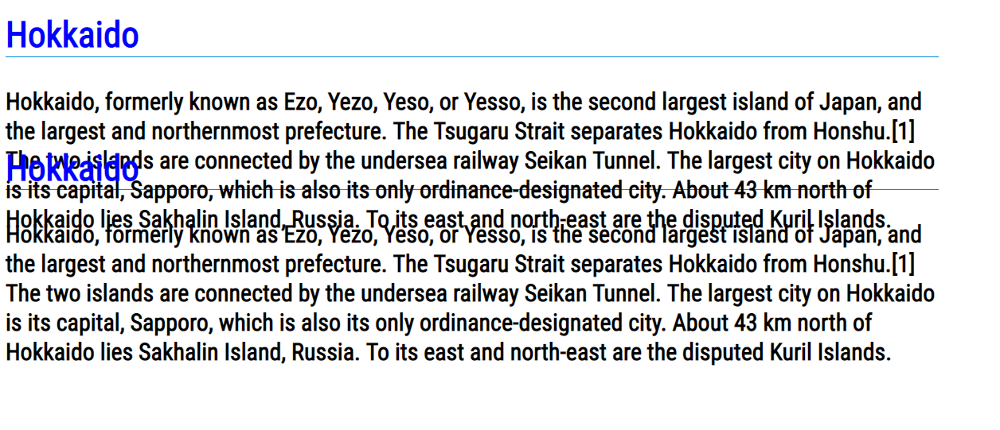 Hokkaido
Hokkaido, formerly known as Ezo, Yezo, Yeso, or Yesso, is the second largest island of Japan, and
the largest and northernmost prefecture. The Tsugaru Strait separates Hokkaido from Honshu.[1]
The two islands are connected by the undersea railway Seikan Tunnel. The largest city on Hokkaido
Hokkaido
is its capital, Sapporo, which is also its only ordinance-designated city. About 43 km north of
Hokkaido lies Sakhalin Island, Russia. To its east and north-east are the disputed Kuril Islands.
Hokkaido, formerly known as Ezo, Yezo, Yeso, or Yesso, is the second largest island of Japan, and
the largest and northernmost prefecture. The Tsugaru Strait separates Hokkaido from Honshu.[1]
The two islands are connected by the undersea railway Seikan Tunnel. The largest city on Hokkaido
is its capital, Sapporo, which is also its only ordinance-designated city. About 43 km north of
Hokkaido lies Sakhalin Island, Russia. To its east and north-east are the disputed Kuril Islands.